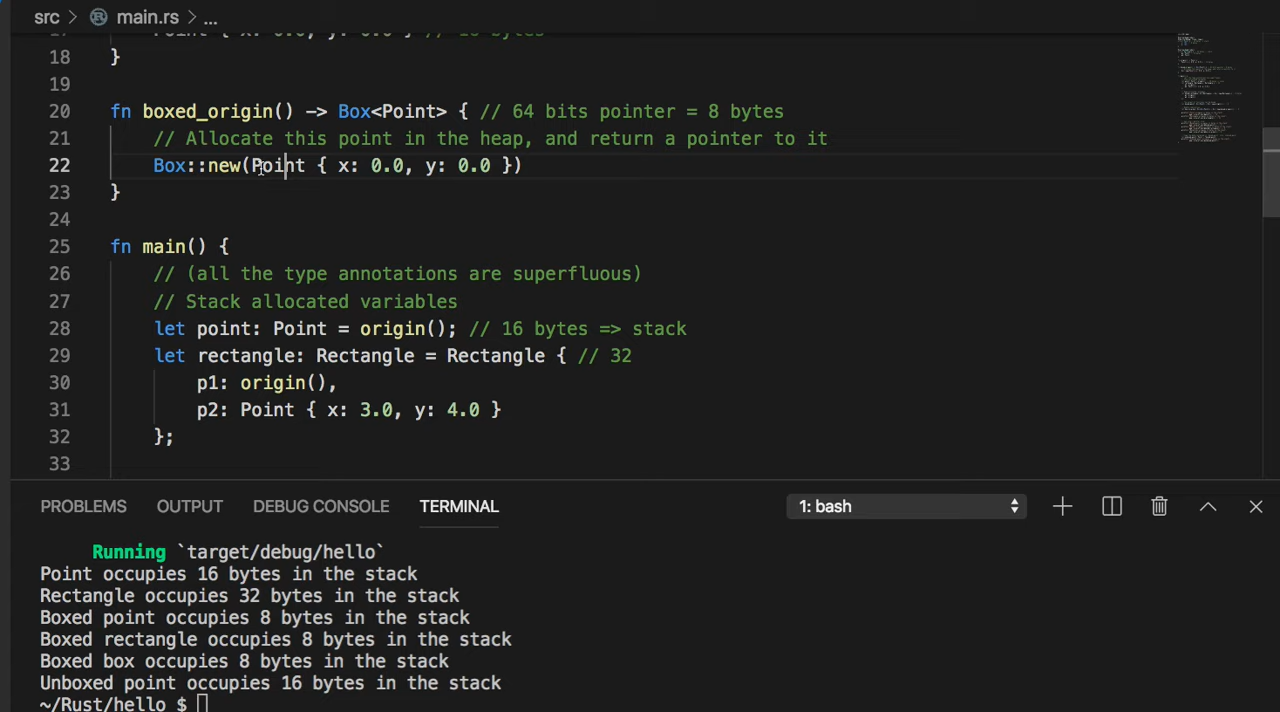 src > main.rs > ...
18 }
19
20 fn boxed_origin() -> Box<Point> { // 64 bits pointer = 8 bytes
21 // Allocate this point in the heap, and return a pointer to it
22 Box::new(Point { x: 0.0, y: 0.0 })
23 }
24
25 fn main() {
26 // (all the type annotations are superfluous)
27 // Stack allocated variables
28 let point: Point = origin(); // 16 bytes => stack
29 let rectangle: Rectangle = Rectangle { // 32
30 p1: origin(),
31 p2: Point { x: 3.0, y: 4.0 }
32 };
33
PROBLEMS OUTPUT DEBUG CONSOLE TERMINAL 1: bash
Running `target/debug/hello`
Point occupies 16 bytes in the stack
Rectangle occupies 32 bytes in the stack
Boxed point occupies 8 bytes in the stack
Boxed rectangle occupies 8 bytes in the stack
Boxed box occupies 8 bytes in the stack
Unboxed point occupies 16 bytes in the stack
~/Rust/hello $